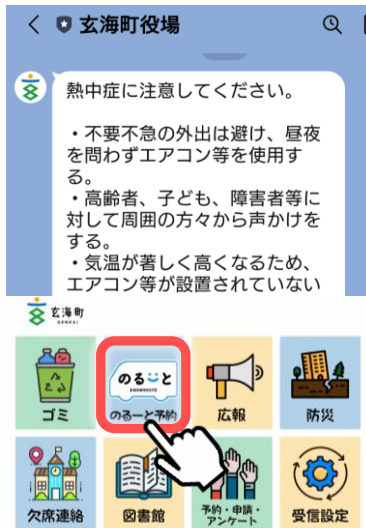 玄海町役場
熱中症に注意してください。
・不要不急の外出は避け、昼夜
を問わずエアコン等を使用す
る。
・高齢者、子ども、障害者等に
対して周囲の方々から声かけを
する。
・気温が著しく高くなるため、
エアコン等が設置されていない
玄海町
GENKAI
ゴミ
のるーと
KNOWROUTE
のるーと予約
広報
防災
欠席連絡
図書館
予約・申請・
アンケート
受信設定